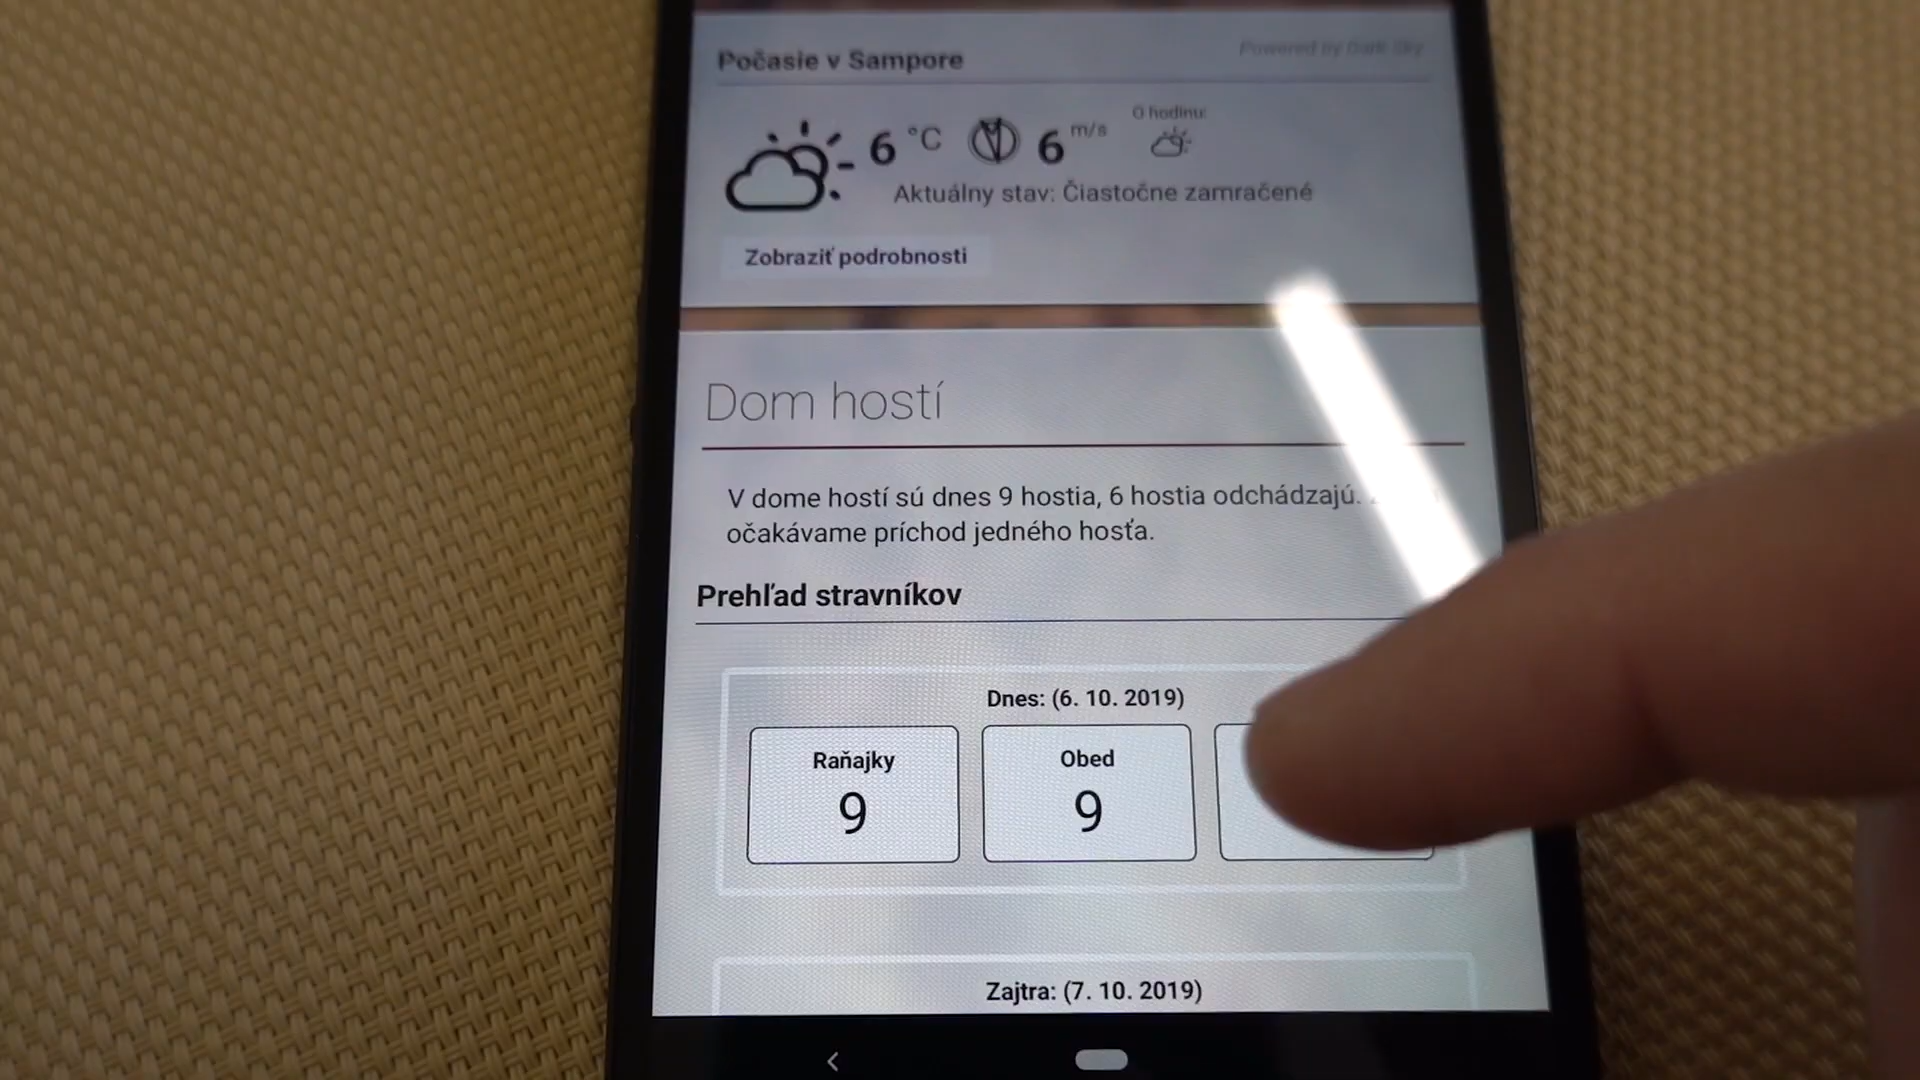 Počasie v Sampore
Powered by Dark Sky
6 °C 6 m/s
O hodinu:
Aktuálny stav: Čiastočne zamračené
Zobraziť podrobnosti
Dom hostí
V dome hostí sú dnes 9 hostia, 6 hostia odchádzajú.
očakávame príchod jedného hosťa.
Prehľad stravníkov
Dnes: (6. 10. 2019)
Raňajky
9
Obed
9
Zajtra: (7. 10. 2019)